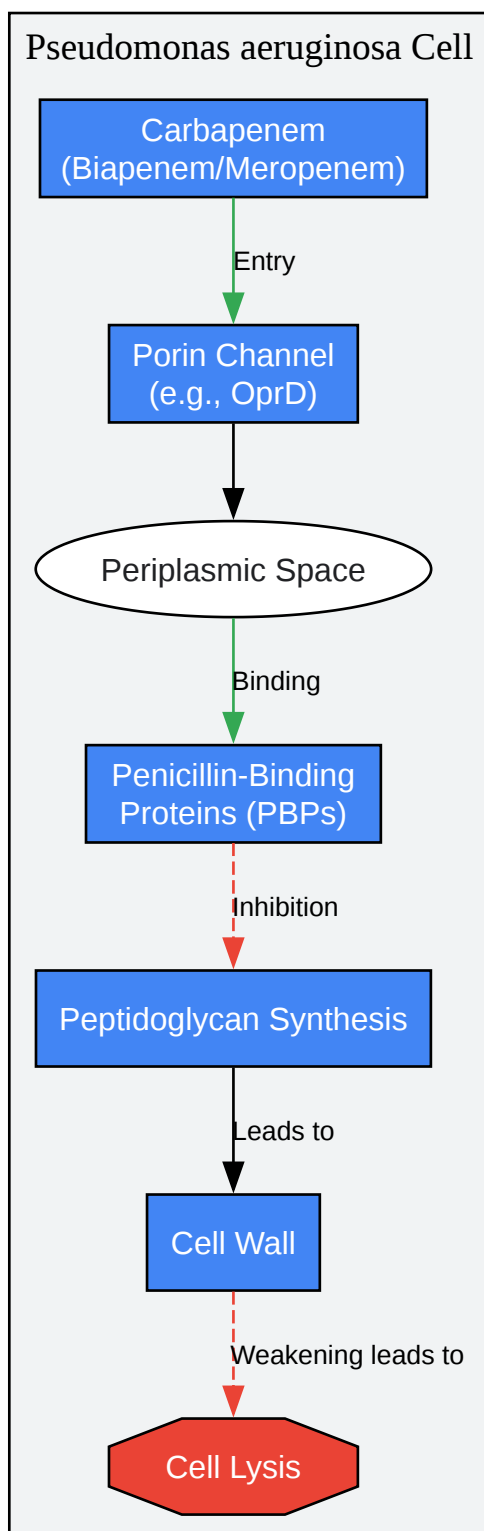 Pseudomonas aeruginosa Cell
Carbapenem
(Biapenem/Meropenem)
Entry
Porin Channel
(e.g., OprD)
Periplasmic Space
Binding
Penicillin-Binding
Proteins (PBPs)
Inhibition
Peptidoglycan Synthesis
Leads to
Cell Wall
Weakening leads to
Cell Lysis